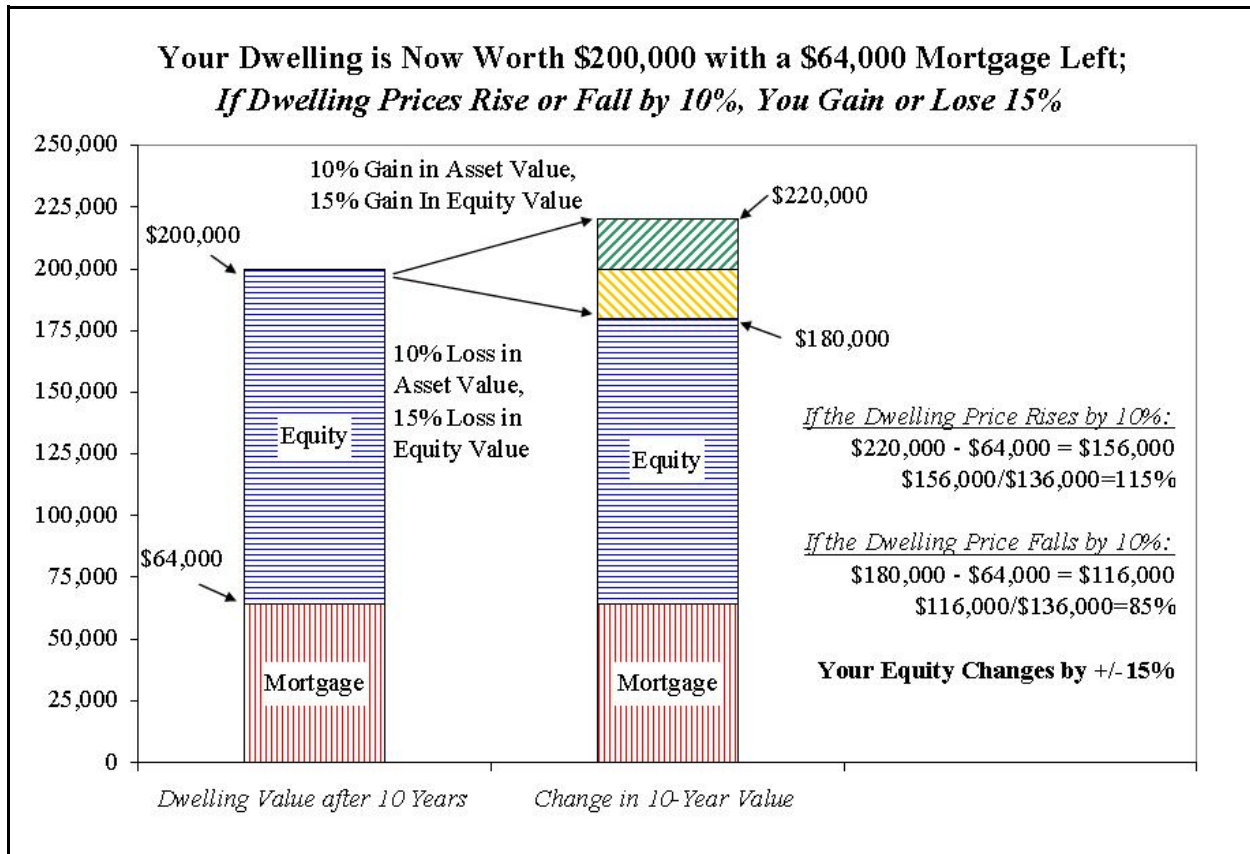 Your Dwelling is Now Worth $200,000 with a $64,000 Mortgage Left;
If Dwelling Prices Rise or Fall by 10%, You Gain or Lose 15%
250,000
225,000
200,000
175,000
150,000
125,000
100,000
75,000
50,000
25,000
0
$200,000
$64,000
Equity
Mortgage
10% Gain in Asset Value,
15% Gain In Equity Value
10% Loss in
Asset Value,
15% Loss in
Equity Value
$220,000
$180,000
Equity
Mortgage
If the Dwelling Price Rises by 10%:
$220,000 - $64,000 = $156,000
$156,000/$136,000=115%
If the Dwelling Price Falls by 10%:
$180,000 - $64,000 = $116,000
$116,000/$136,000=85%
Your Equity Changes by +/-15%
Dwelling Value after 10 Years
Change in 10-Year Value